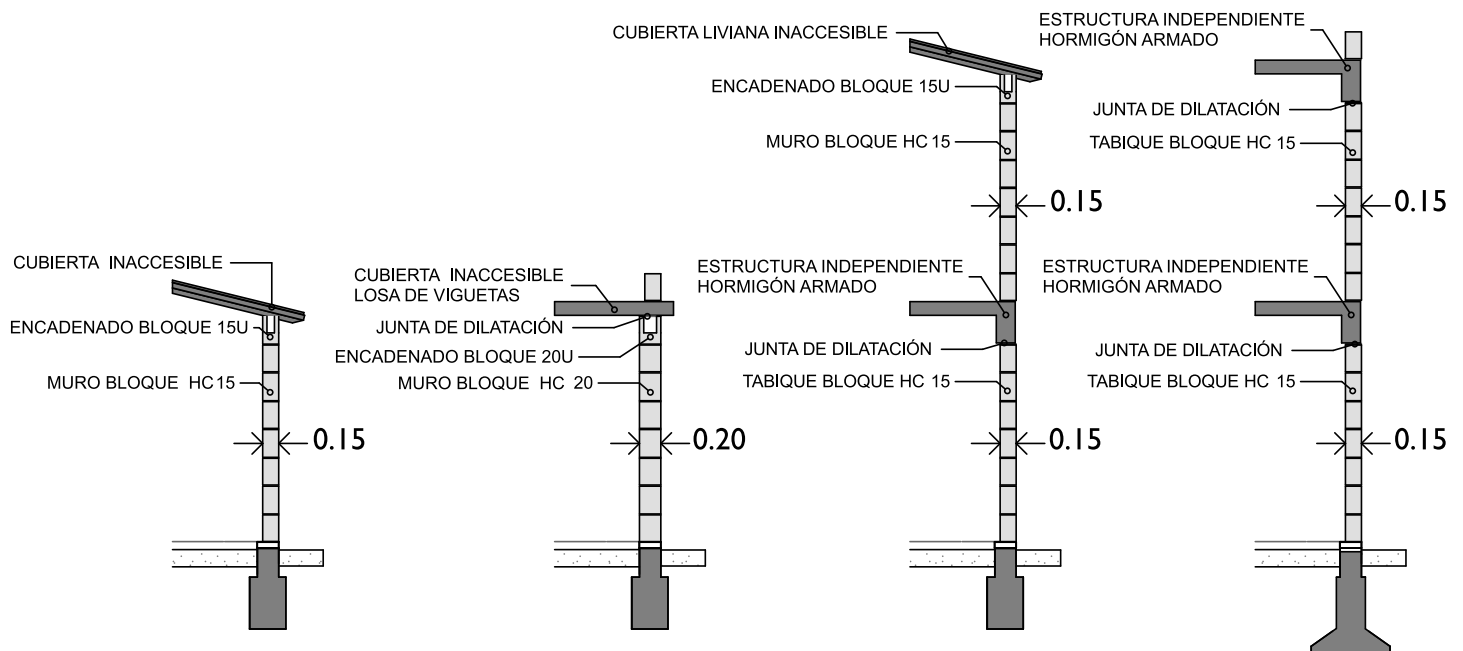 CUBIERTA INACCESIBLE
ENCADENADO BLOQUE 15U
MURO BLOQUE HC 15
0.15
CUBIERTA INACCESIBLE
LOSA DE VIGUETAS
JUNTA DE DILATACIÓN
ENCADENADO BLOQUE 20U
MURO BLOQUE HC 20
0.20
CUBIERTA LIVIANA INACCESIBLE
ENCADENADO BLOQUE 15U
MURO BLOQUE HC 15
0.15
ESTRUCTURA INDEPENDIENTE
HORMIGÓN ARMADO
JUNTA DE DILATACIÓN
TABIQUE BLOQUE HC 15
0.15
ESTRUCTURA INDEPENDIENTE
HORMIGÓN ARMADO
JUNTA DE DILATACIÓN
TABIQUE BLOQUE HC 15
0.15
ESTRUCTURA INDEPENDIENTE
HORMIGÓN ARMADO
JUNTA DE DILATACIÓN
TABIQUE BLOQUE HC 15
0.15